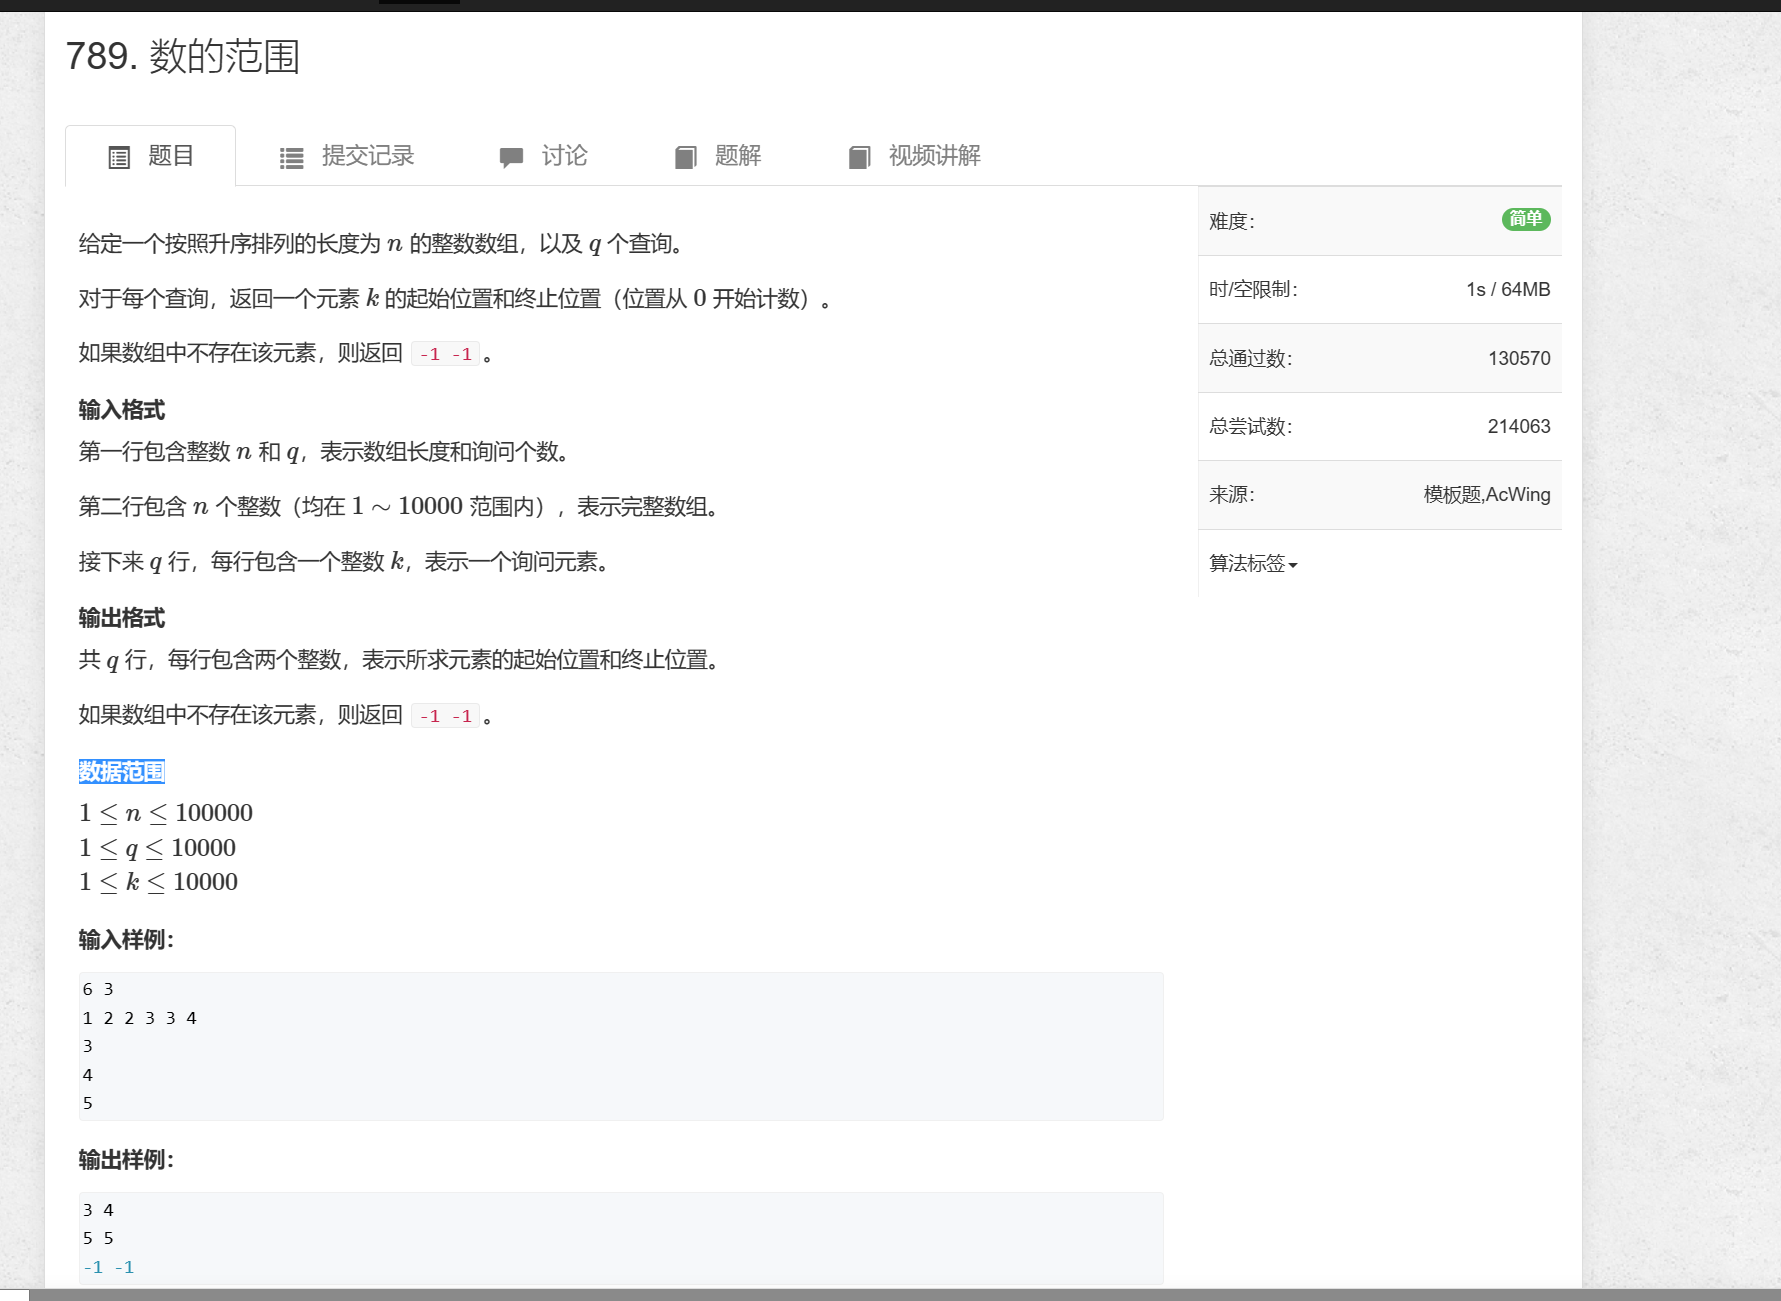 789. 数的范围
题目 提交记录 讨论 题解 视频讲解
给定一个按照升序排列的长度为 n 的整数数组，以及 q 个查询。
对于每个查询，返回一个元素 k 的起始位置和终止位置（位置从 0 开始计数）。
如果数组中不存在该元素，则返回 -1 -1 。
输入格式
第一行包含整数 n 和 q，表示数组长度和询问个数。
第二行包含 n 个整数（均在 1 ∼ 10000 范围内），表示完整数组。
接下来 q 行，每行包含一个整数 k，表示一个询问元素。
输出格式
共 q 行，每行包含两个整数，表示所求元素的起始位置和终止位置。
如果数组中不存在该元素，则返回 -1 -1 。
数据范围
1 ≤ n ≤ 100000
1 ≤ q ≤ 10000
1 ≤ k ≤ 10000
输入样例：
6 3
1 2 2 3 3 4
3
4
5
输出样例：
3 4
5 5
-1 -1
难度： 简单
时/空限制： 1s / 64MB
总通过数： 130570
总尝试数： 214063
来源： 模板题,AcWing
算法标签